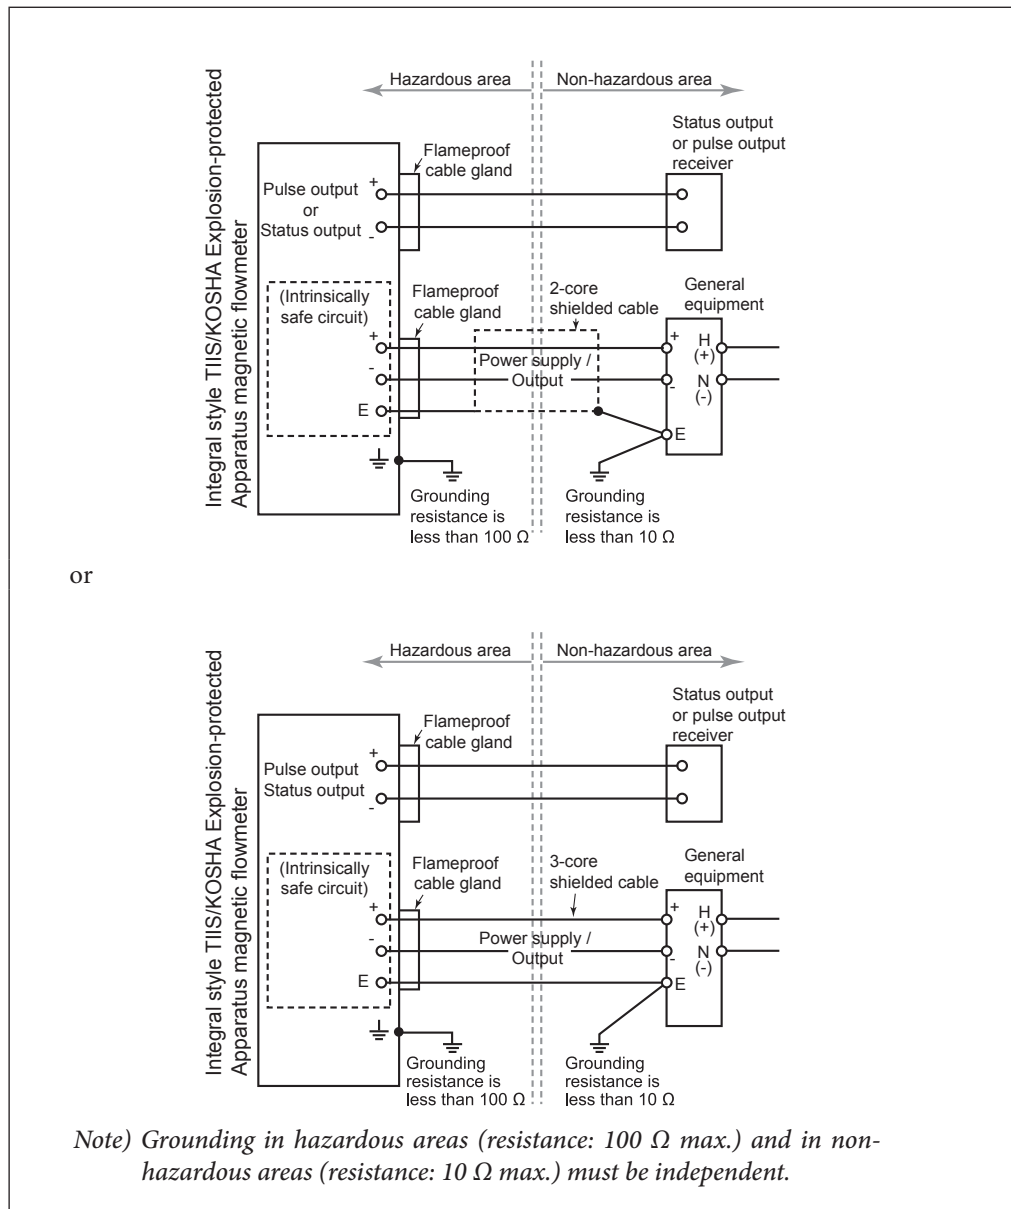 Hazardous area
Non-hazardous area
Integral style TIIS/KOSHA Explosion-protected
Apparatus magnetic flowmeter
Flameproof
cable gland
Status output
or pulse output
receiver
+
Pulse output
or
Status output
-
(Intrinsically
safe circuit)
Flameproof
cable gland
2-core
shielded cable
General
equipment
+
+
H
(+)
Power supply /
Output
-
-
N
(-)
E
E
Grounding
resistance is
less than 100 Ω
Grounding
resistance is
less than 10 Ω
or
Hazardous area
Non-hazardous area
Integral style TIIS/KOSHA Explosion-protected
Apparatus magnetic flowmeter
Flameproof
cable gland
Status output
or pulse output
receiver
+
Pulse output
Status output
-
(Intrinsically
safe circuit)
Flameproof
cable gland
3-core
shielded cable
General
equipment
+
+
H
(+)
Power supply /
Output
-
-
N
(-)
E
E
Grounding
resistance is
less than 100 Ω
Grounding
resistance is
less than 10 Ω
Note) Grounding in hazardous areas (resistance: 100 Ω max.) and in non-
hazardous areas (resistance: 10 Ω max.) must be independent.